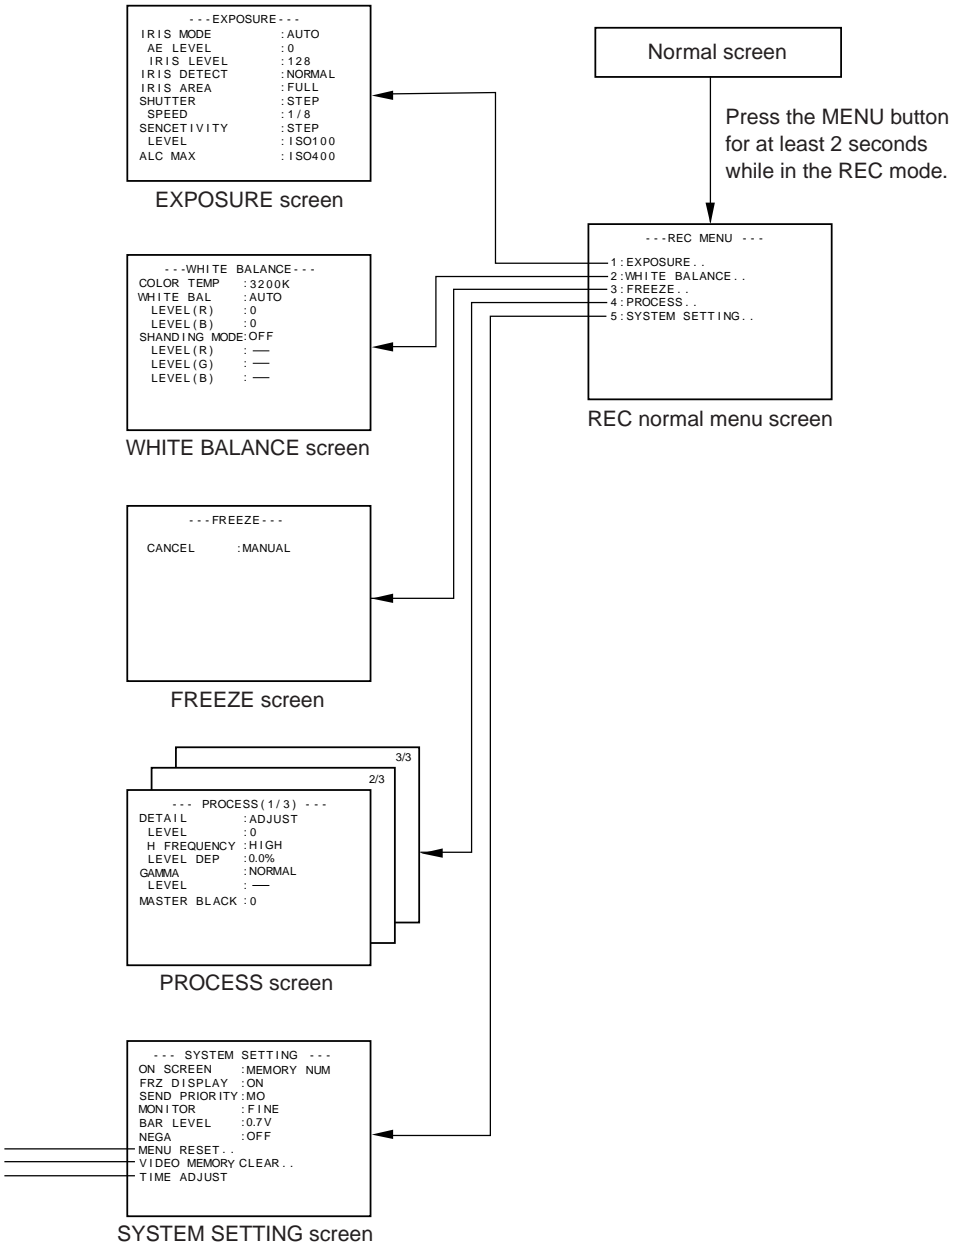 ---EXPOSURE---
IRIS MODE :AUTO
AE LEVEL :0
IRIS LEVEL :128
IRIS DETECT :NORMAL
IRIS AREA :FULL
SHUTTER :STEP
SPEED :1/8
SENCETIVITY :STEP
LEVEL :ISO100
ALC MAX :ISO400
EXPOSURE screen
Normal screen
Press the MENU button
for at least 2 seconds
while in the REC mode.
---REC MENU ---
1:EXPOSURE..
2:WHITE BALANCE..
3:FREEZE..
4:PROCESS..
5:SYSTEM SETTING..
REC normal menu screen
---WHITE BALANCE---
COLOR TEMP :3200K
WHITE BAL :AUTO
LEVEL(R) :0
LEVEL(B) :0
SHANDING MODE:OFF
LEVEL(R) : —
LEVEL(G) : —
LEVEL(B) : —
WHITE BALANCE screen
---FREEZE---
CANCEL :MANUAL
FREEZE screen
3/3
2/3
--- PROCESS(1/3) ---
DETAIL :ADJUST
LEVEL :0
H FREQUENCY :HIGH
LEVEL DEP :0.0%
GAMMA :NORMAL
LEVEL : —
MASTER BLACK :0
PROCESS screen
--- SYSTEM SETTING ---
ON SCREEN :MEMORY NUM
FRZ DISPLAY :ON
SEND PRIORITY:MO
MONITOR :FINE
BAR LEVEL :0.7V
NEGA :OFF
MENU RESET..
VIDEO MEMORY CLEAR..
TIME ADJUST
SYSTEM SETTING screen